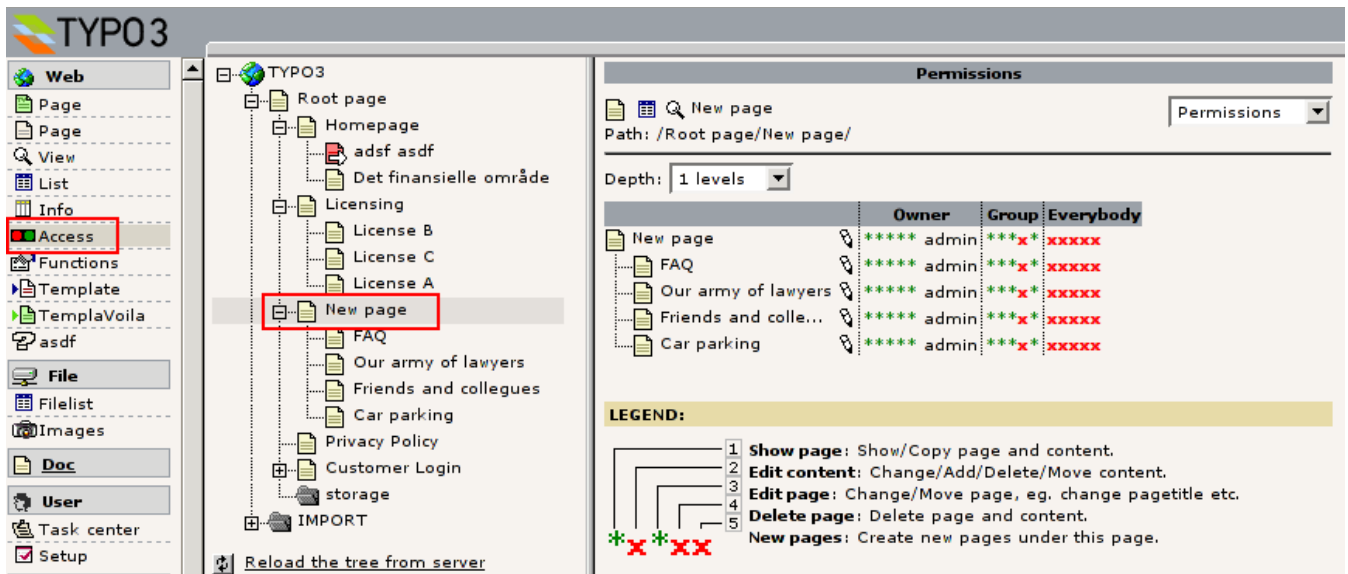 TYPO3
Web
Page
Page
View
List
Info
Access
Functions
Template
TemplaVoila
asdf
File
Filelist
Images
Doc
User
Task center
Setup
TYPO3
Root page
Homepage
adsf asdf
Det finansielle område
Licensing
License B
License C
License A
New page
FAQ
Our army of lawyers
Friends and collegues
Car parking
Privacy Policy
Customer Login
storage
IMPORT
Reload the tree from server
Permissions
New page
Permissions
Path: /Root page/New page/
Depth: 1 levels
Owner Group Everybody
New page ***** admin ***x* xxxxx
FAQ ***** admin ***x* xxxxx
Our army of lawyers ***** admin ***x* xxxxx
Friends and colle... ***** admin ***x* xxxxx
Car parking ***** admin ***x* xxxxx
LEGEND:
1 Show page: Show/Copy page and content.
2 Edit content: Change/Add/Delete/Move content.
3 Edit page: Change/Move page, eg. change pagetitle etc.
4 Delete page: Delete page and content.
5 New pages: Create new pages under this page.
*x*xx